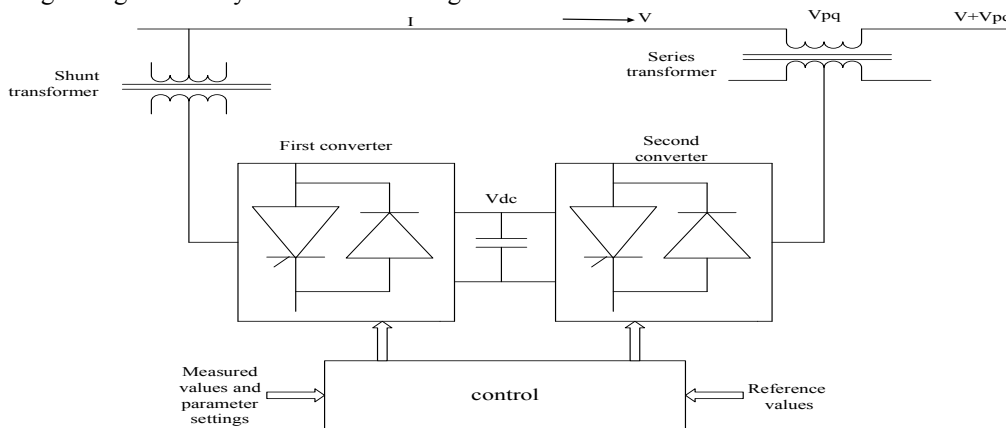 I
V
Vpq
Shunt
transformer
Series
transformer
First converter
Second
converter
Vdc
Measured
values and
parameter
settings
control
Reference
values